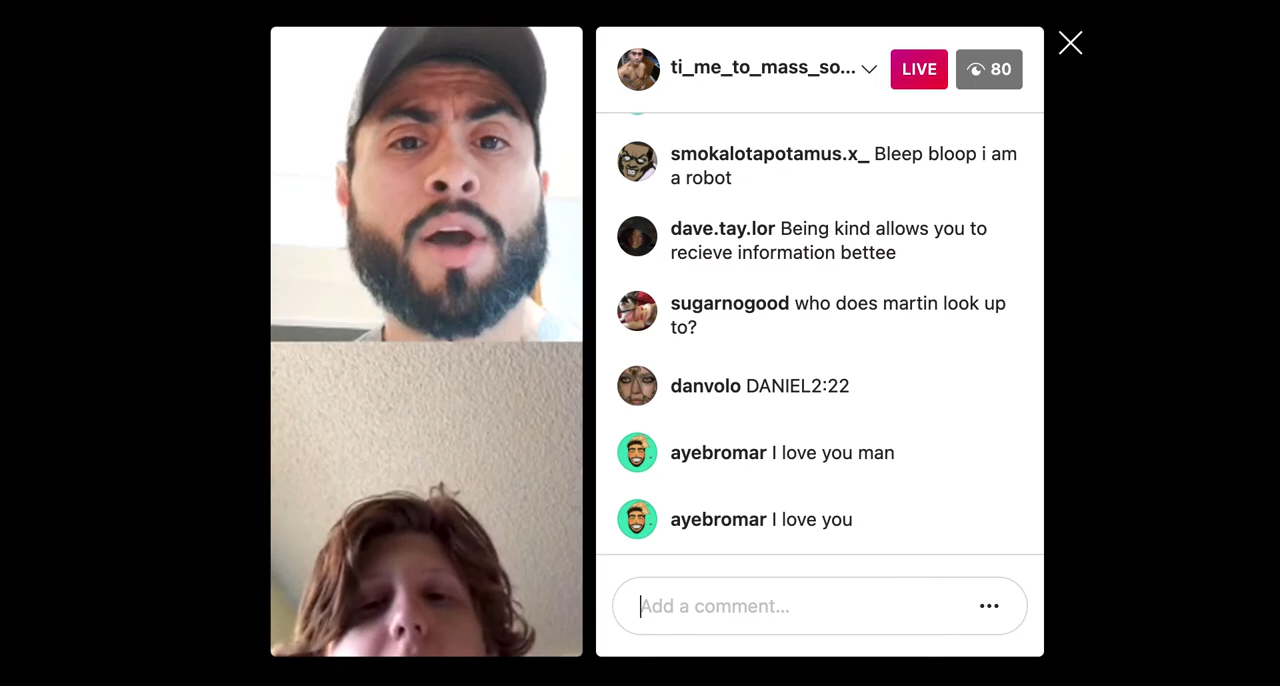 ti_me_to_mass_so...
LIVE
80
smokalotapotamus.x_ Bleep bloop i am
a robot
dave.tay.lor Being kind allows you to
recieve information bettee
sugarnogood who does martin look up
to?
danvolo DANIEL2:22
ayebromar I love you man
ayebromar I love you
Add a comment...